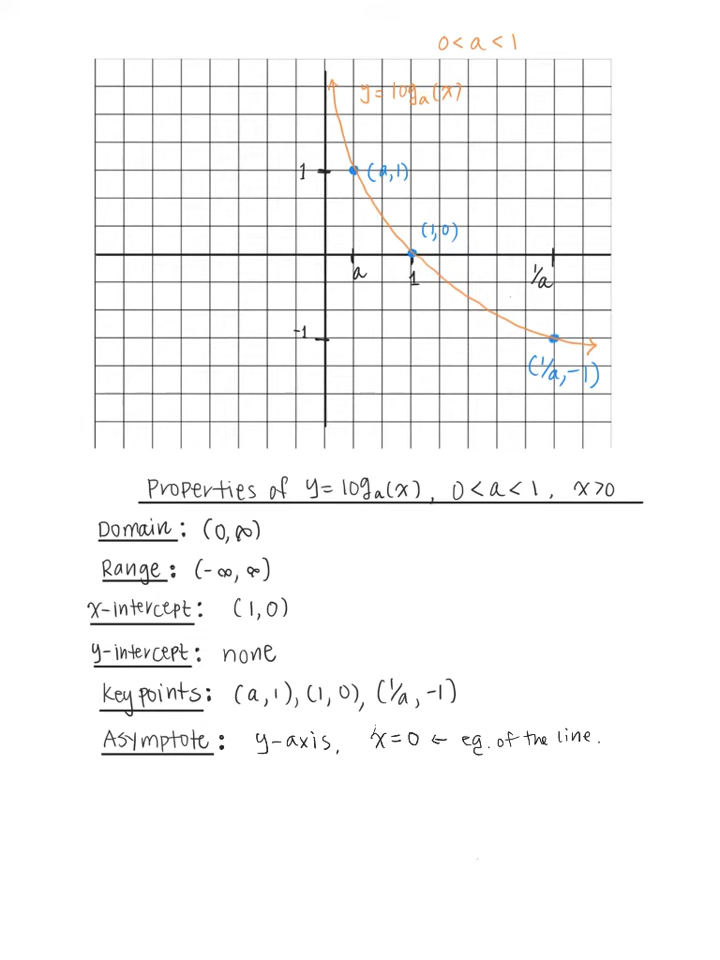 0 < a < 1
y = logₐ(x)
1 (a, 1)
(1, 0)
a 1 1/a
-1
(1/a, -1)
Properties of y = logₐ(x), 0 < a < 1, x > 0
Domain: (0, ∞)
Range: (-∞, ∞)
x-intercept: (1, 0)
y-intercept: none
Key points: (a, 1), (1, 0), (1/a, -1)
Asymptote: y-axis, x = 0 ← eq. of the line.